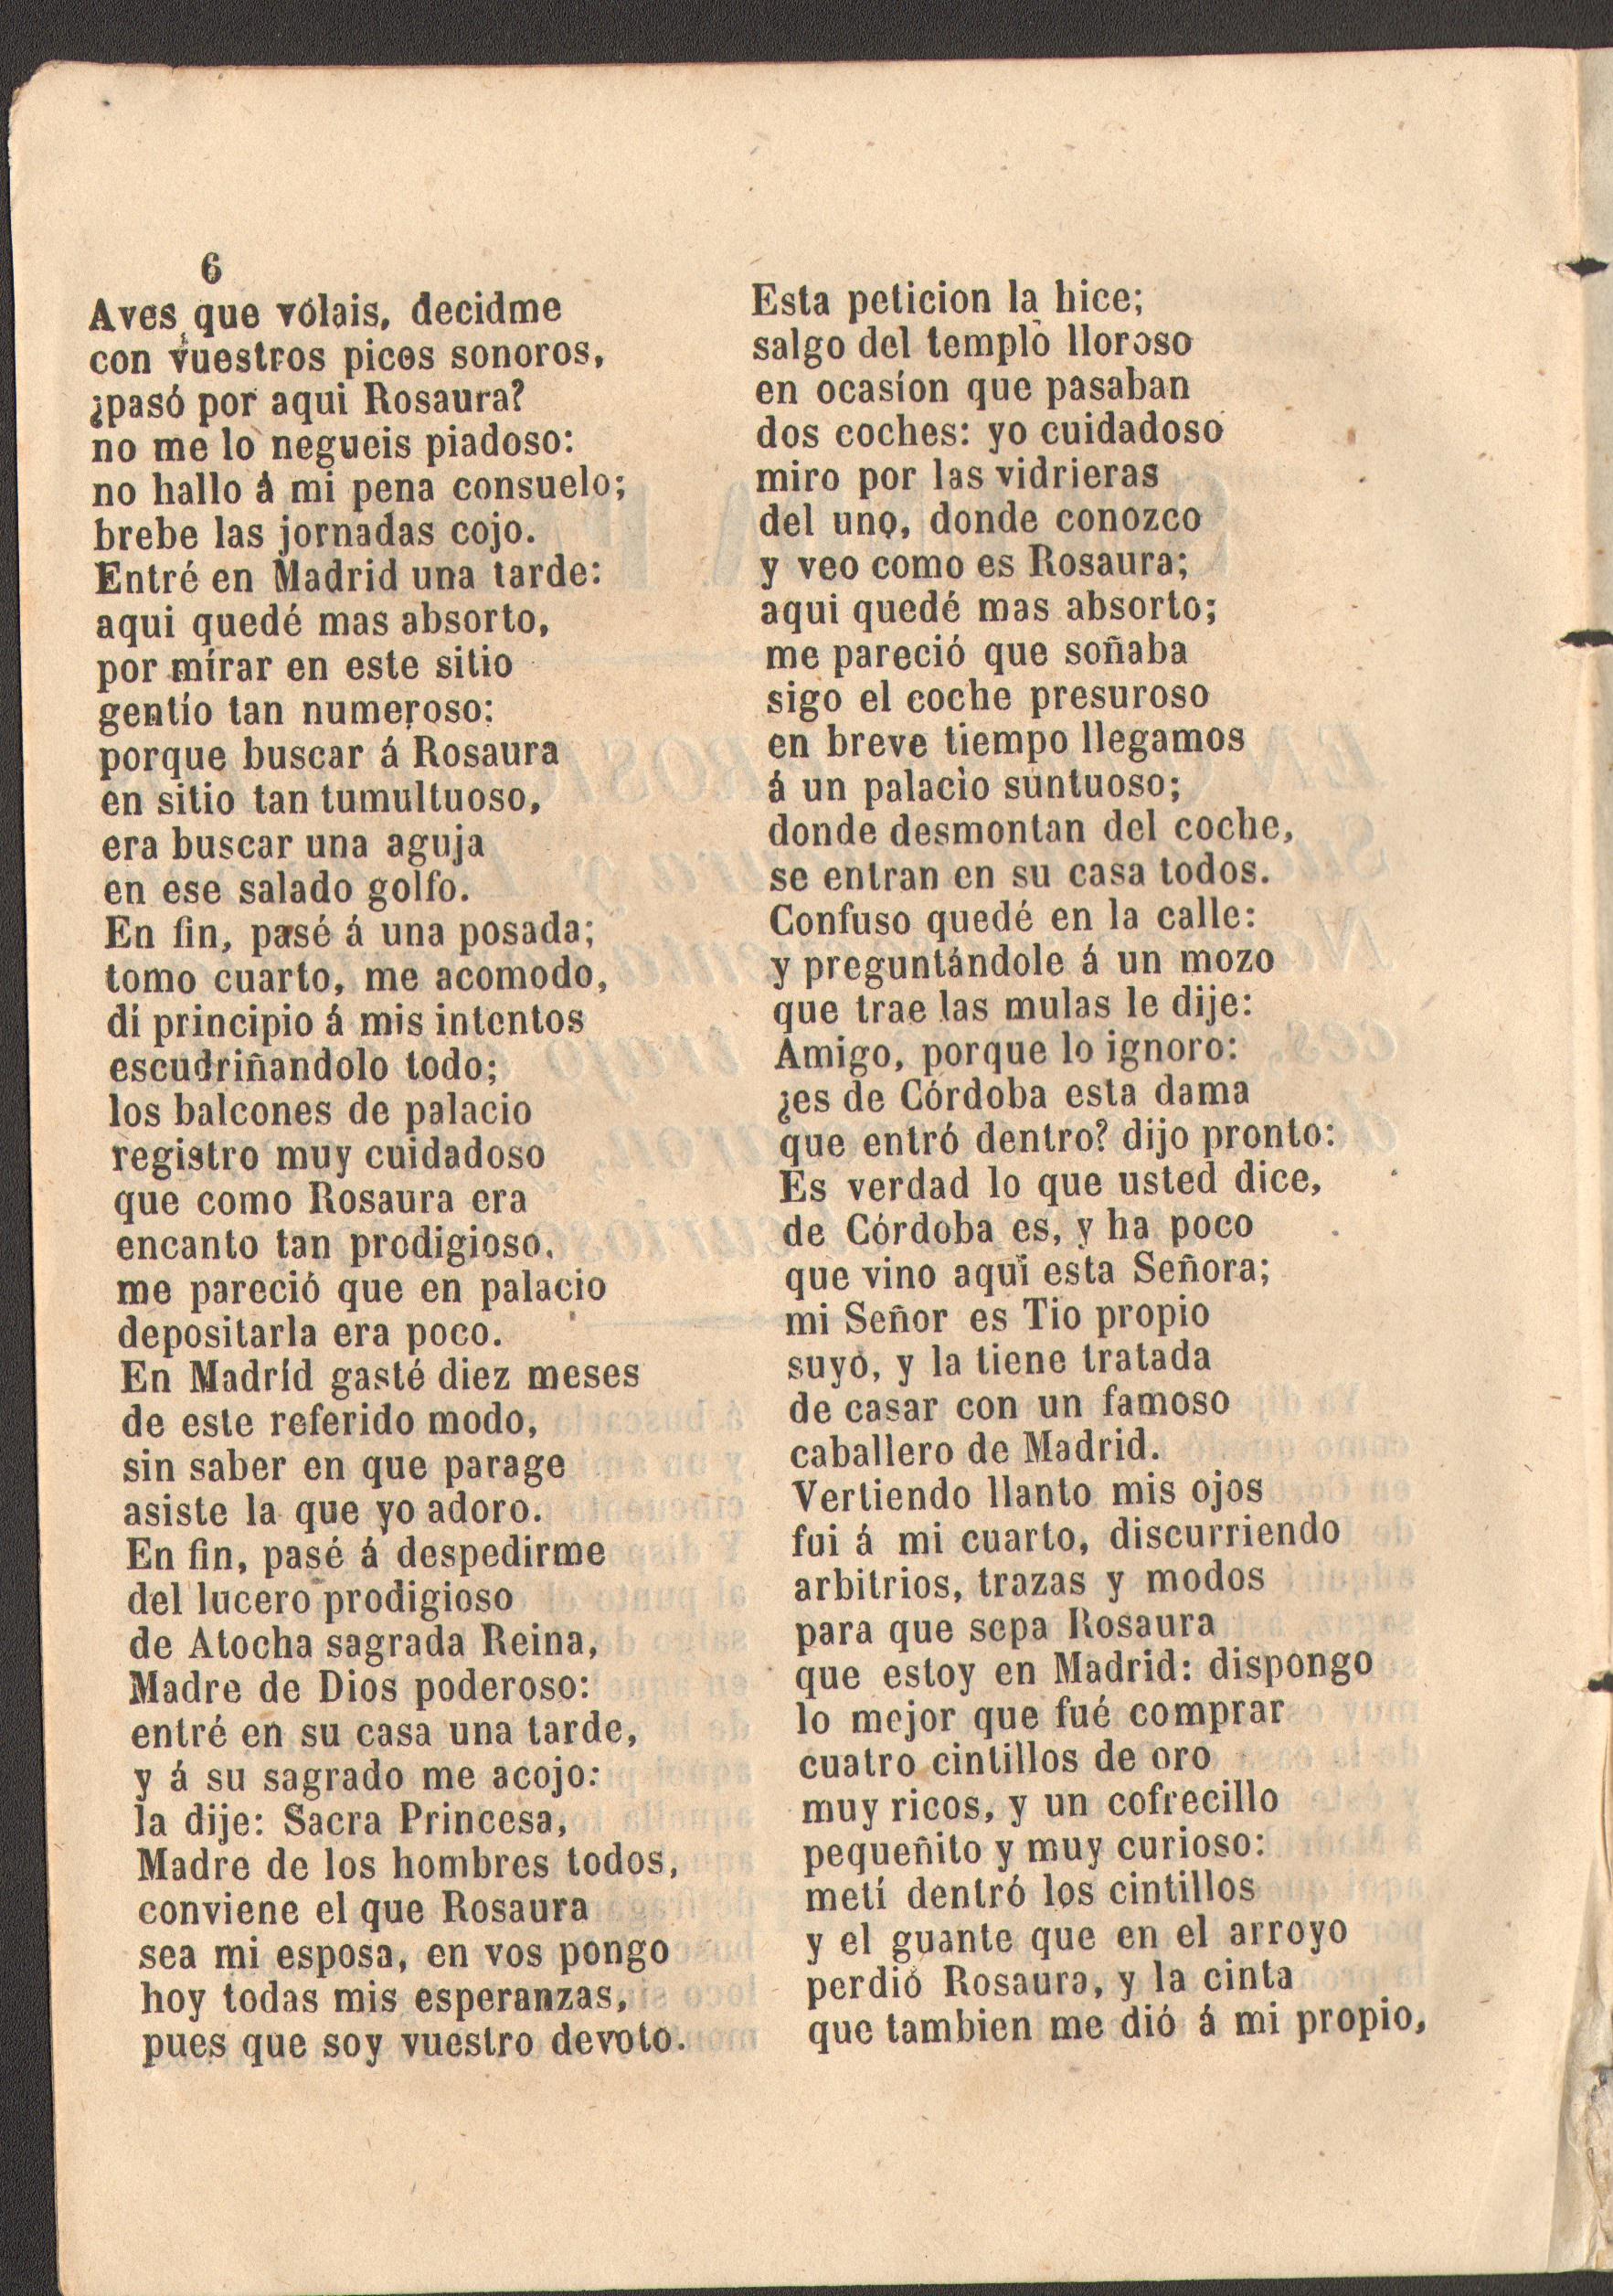 6
Aves que volais, decidme
con vuestros picos sonoros,
¿pasó por aqui Rosaura?
no me lo negueis piadoso:
no hallo á mi pena consuelo;
brebe las jornadas cojo.
Entré en Madrid una tarde:
aqui quedé mas absorto,
por mirar en este sitio
gentío tan numeroso:
porque buscar á Rosaura
en sitio tan tumultuoso,
era buscar una aguja
en ese salado golfo.
En fin, pasé á una posada;
tomo cuarto, me acomodo,
dí principio á mis intentos
escudriñandolo todo;
los balcones de palacio
registro muy cuidadoso
que como Rosaura era
encanto tan prodigioso.
me pareció que en palacio
depositarla era poco.
En Madrid gasté diez meses
de este referido modo,
sin saber en que parage
asiste la que yo adoro.
En fin, pasé á despedirme
del lucero prodigioso
de Atocha sagrada Reina,
Madre de Dios poderoso:
entré en su casa una tarde,
y á su sagrado me acojo:
la dije: Sacra Princesa,
Madre de los hombres todos,
conviene el que Rosaura
sea mi esposa, en vos pongo
hoy todas mis esperanzas,
pues que soy vuestro devoto.
Esta peticion la hice;
salgo del templo lloroso
en ocasíon que pasaban
dos coches: yo cuidadoso
miro por las vidrieras
del uno, donde conozco
y veo como es Rosaura;
aqui quedé mas absorto;
me pareció que soñaba
sigo el coche presuroso
en breve tiempo llegamos
á un palacio suntuoso;
donde desmontan del coche,
se entran en su casa todos.
Confuso quedé en la calle:
y preguntándole á un mozo
que trae las mulas le dije:
Amigo, porque lo ignoro:
¿es de Córdoba esta dama
que entró dentro? dijo pronto:
Es verdad lo que usted dice,
de Córdoba es, y ha poco
que vino aqui esta Señora;
mi Señor es Tio propio
suyo, y la tiene tratada
de casar con un famoso
caballero de Madrid.
Vertiendo llanto mis ojos
fui á mi cuarto, discurriendo
arbitrios, trazas y modos
para que sepa Rosaura
que estoy en Madrid: dispongo
lo mejor que fué comprar
cuatro cintillos de oro
muy ricos, y un cofrecillo
pequeñito y muy curioso:
metí dentró los cintillos
y el guante que en el arroyo
perdió Rosaura, y la cinta
que tambien me dió á mi propio,